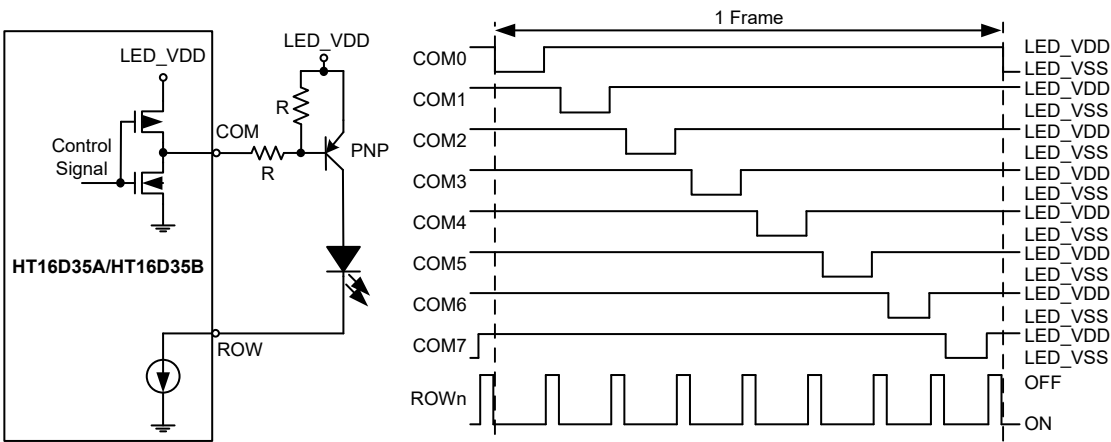 LED_VDD
LED_VDD
R
COM
Control
Signal
R
PNP
HT16D35A/HT16D35B
ROW
1 Frame
COM0
LED_VDD
LED_VSS
COM1
LED_VDD
LED_VSS
COM2
LED_VDD
LED_VSS
COM3
LED_VDD
LED_VSS
COM4
LED_VDD
LED_VSS
COM5
LED_VDD
LED_VSS
COM6
LED_VDD
LED_VSS
COM7
LED_VDD
LED_VSS
ROWn
OFF
ON